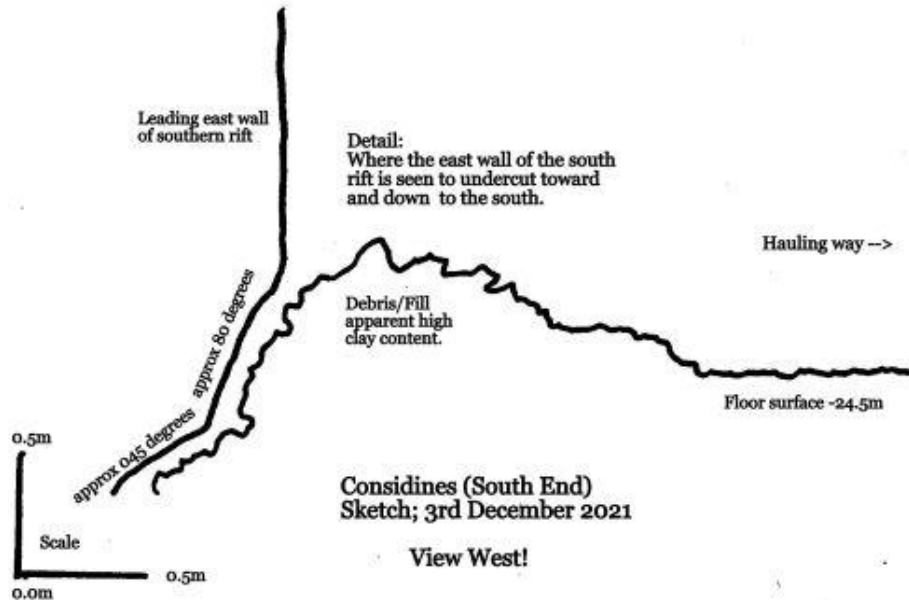 Leading east wall
of southern rift
Detail:
Where the east wall of the south
rift is seen to undercut toward
and down  to the south.
Hauling way -->
approx 80 degrees
Debris/Fill
apparent high
clay content.
Floor surface -24.5m
approx 045 degrees
0.5m
Scale
0.0m
0.5m
Considines (South End)
Sketch; 3rd December 2021
View West!